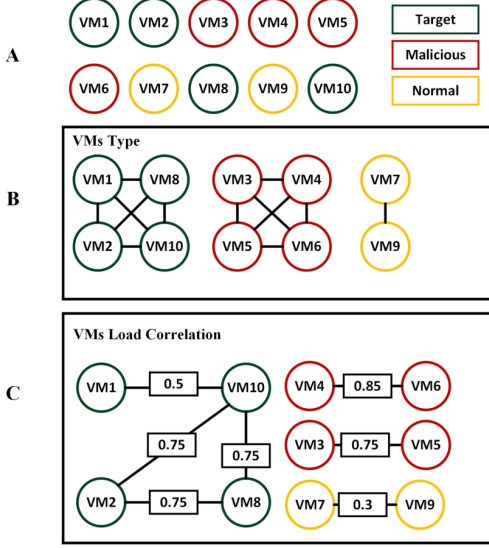 VM1 VM2 VM3 VM4 VM5 Target
A Malicious
VM6 VM7 VM8 VM9 VM10 Normal
VMs Type
VM1 VM8 VM3 VM4 VM7
B
VM2 VM10 VM5 VM6 VM9
VMs Load Correlation
VM1 0.5 VM10 VM4 0.85 VM6
C
0.75 0.75 VM3 0.75 VM5
VM2 0.75 VM8 VM7 0.3 VM9